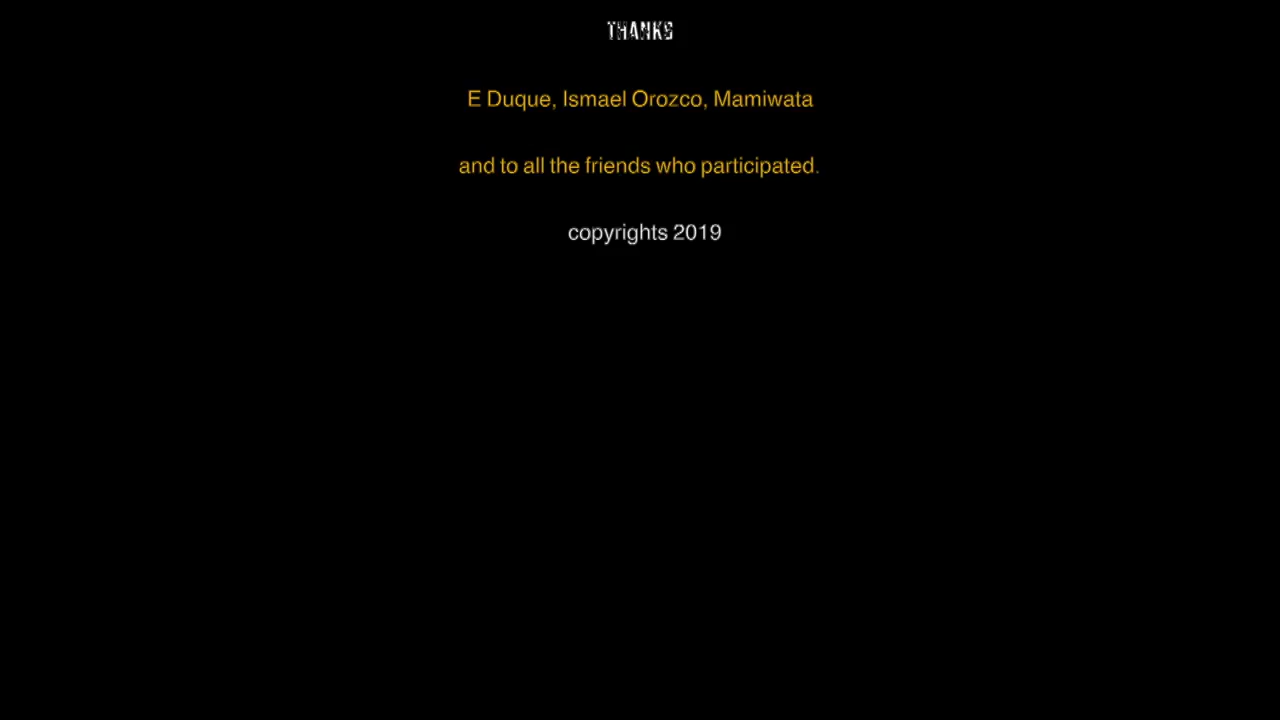 THANKS
E Duque, Ismael Orozco, Mamiwata
and to all the friends who participated.
copyrights 2019